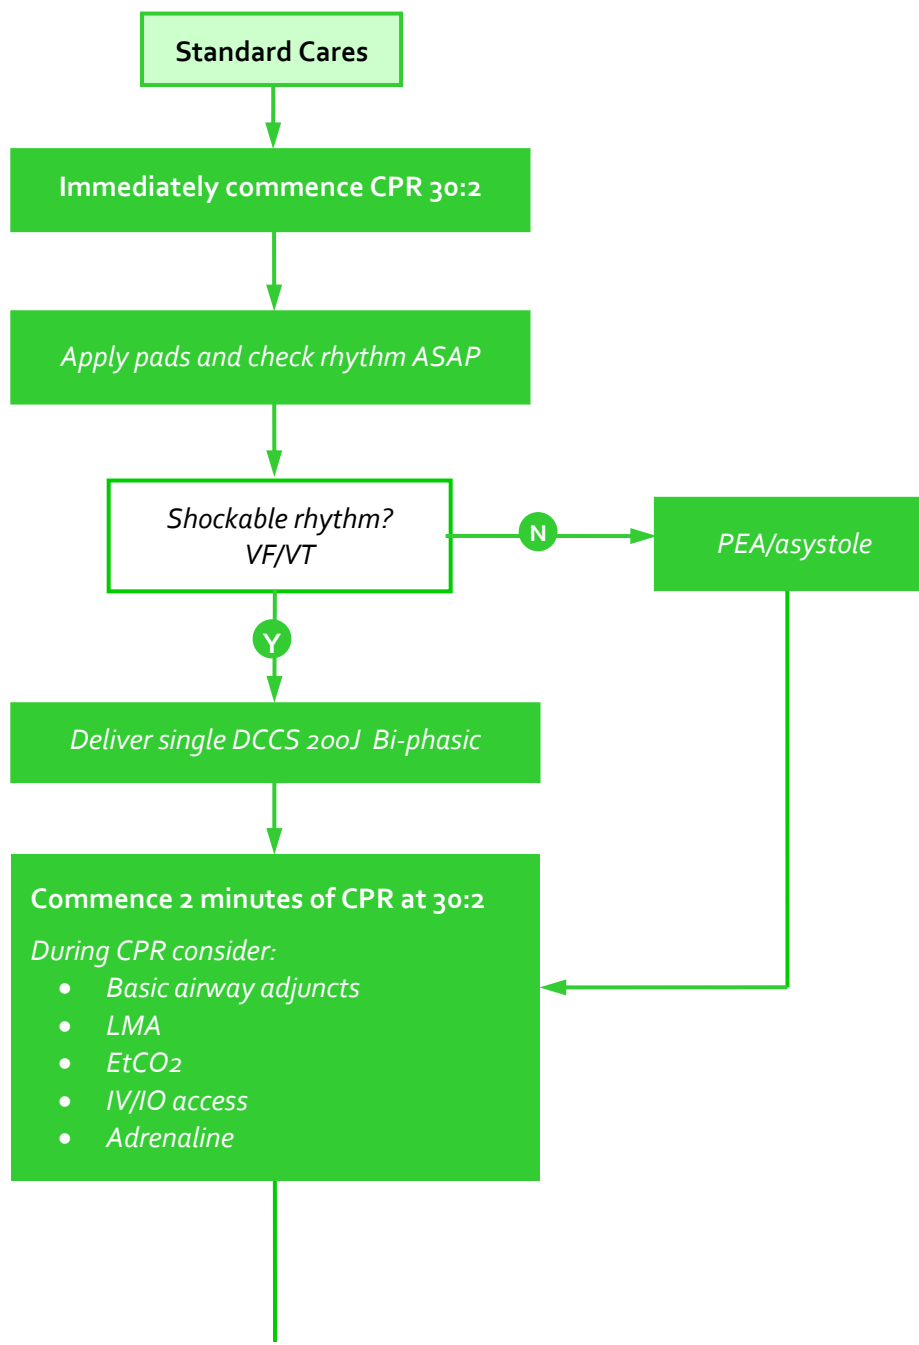 Standard Cares
Immediately commence CPR 30:2
Apply pads and check rhythm ASAP
Shockable rhythm?
VF/VT
N
PEA/asystole
Y
Deliver single DCCS 200J Bi-phasic
Commence 2 minutes of CPR at 30:2
During CPR consider:
• Basic airway adjuncts
• LMA
• EtCO2
• IV/IO access
• Adrenaline